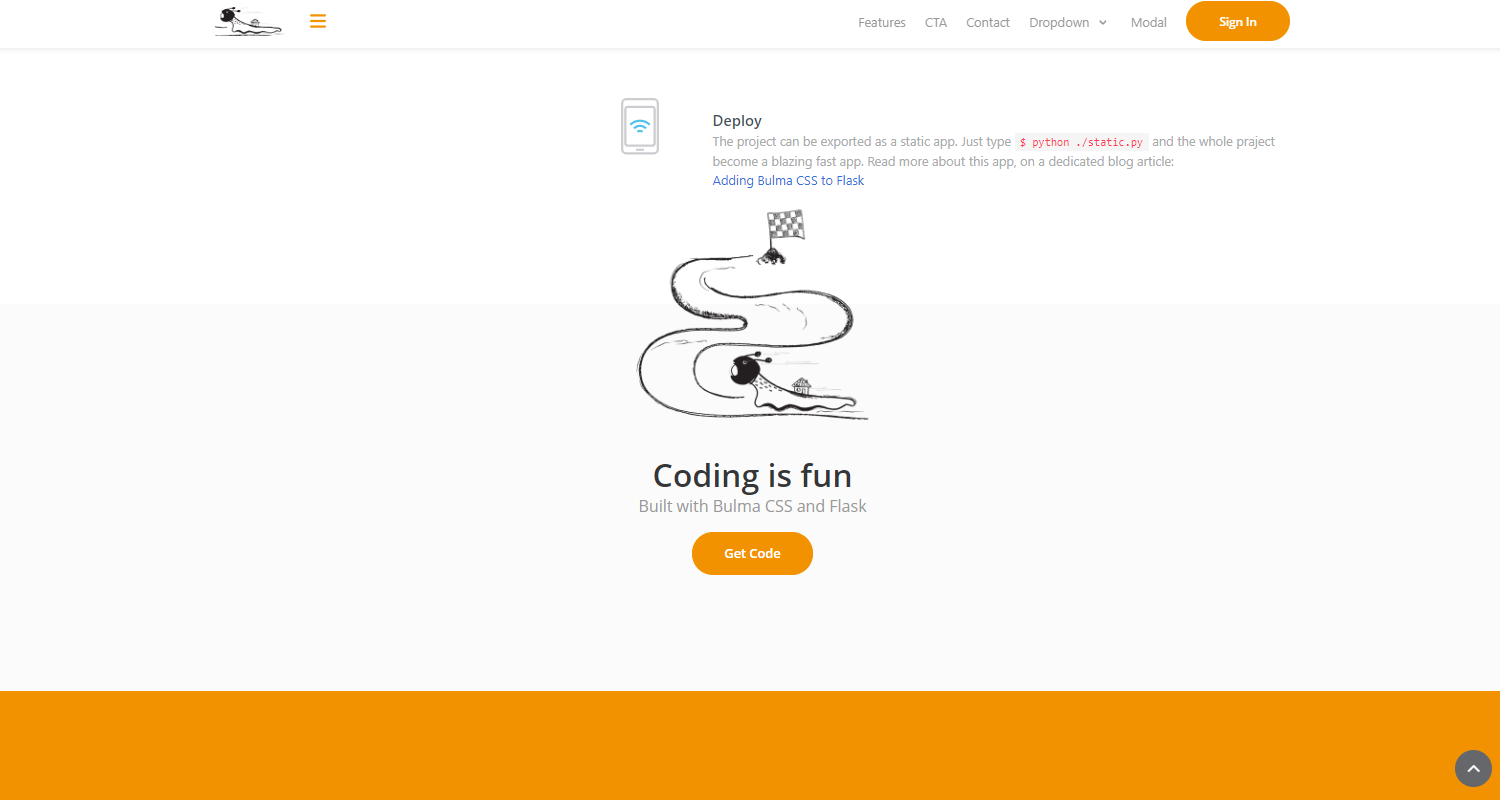 Features CTA Contact Dropdown Modal Sign In
Deploy
The project can be exported as a static app. Just type $ python ./static.py and the whole praject
become a blazing fast app. Read more about this app, on a dedicated blog article:
Adding Bulma CSS to Flask
Coding is fun
Built with Bulma CSS and Flask
Get Code